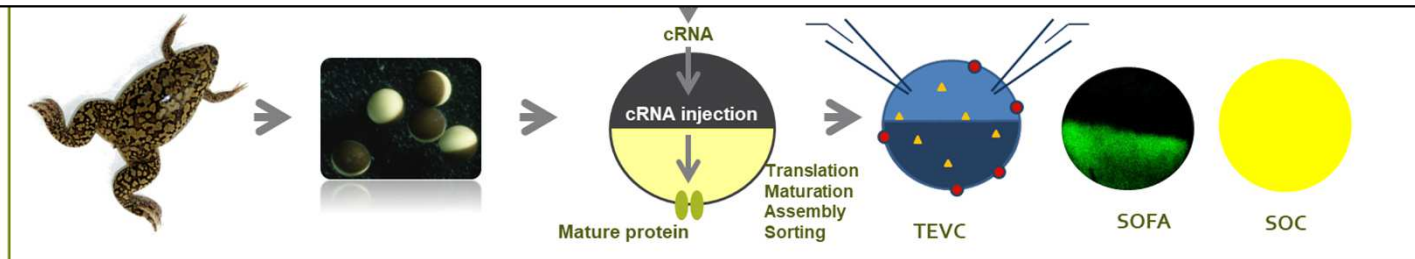 cRNA
cRNA injection
Translation
Maturation
Assembly
Sorting
Mature protein
TEVC
SOFA
SOC